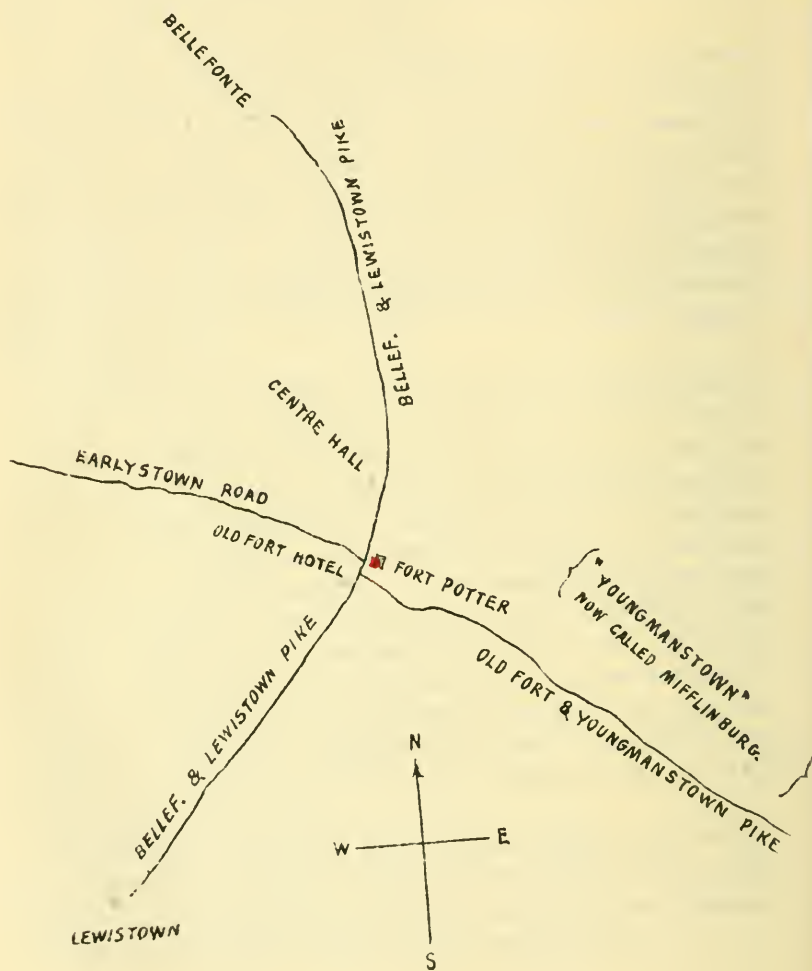 BELLEFONTE
BELLEF. & LEWISTOWN PIKE
CENTRE HALL
EARLYSTOWN ROAD
OLD FORT HOTEL
FORT POTTER
"YOUNGMANSTOWN"
NOW CALLED MIFFLINBURG.
OLD FORT & YOUNGMANSTOWN PIKE
BELLEF. & LEWISTOWN PIKE
N
W E
S
LEWISTOWN